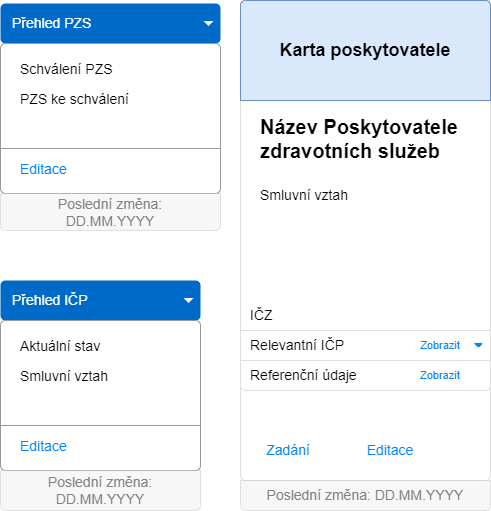 Přehled PZS
Schválení PZS
PZS ke schválení
Editace
Poslední změna:
DD.MM.YYYY
Přehled IČP
Aktuální stav
Smluvní vztah
Editace
Poslední změna:
DD.MM.YYYY
Karta poskytovatele
Název Poskytovatele
zdravotních služeb
Smluvní vztah
IČZ
Relevantní IČP Zobrazit
Referenční údaje Zobrazit
Zadání Editace
Poslední změna: DD.MM.YYYY